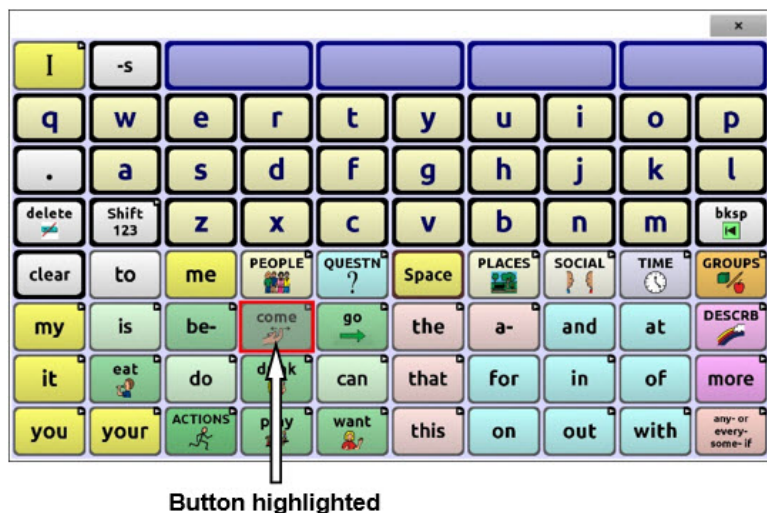 ×
I -s
q w e r t y u i o p
. a s d f g h j k l
delete Shift 123 z x c v b n m bksp
clear to me PEOPLE QUESTN ? Space PLACES SOCIAL TIME GROUPS
my is be- come go the a- and at DESCRB
it eat do can that for in of more
you your ACTIONS want this on out with any- or every- some- if
Button highlighted